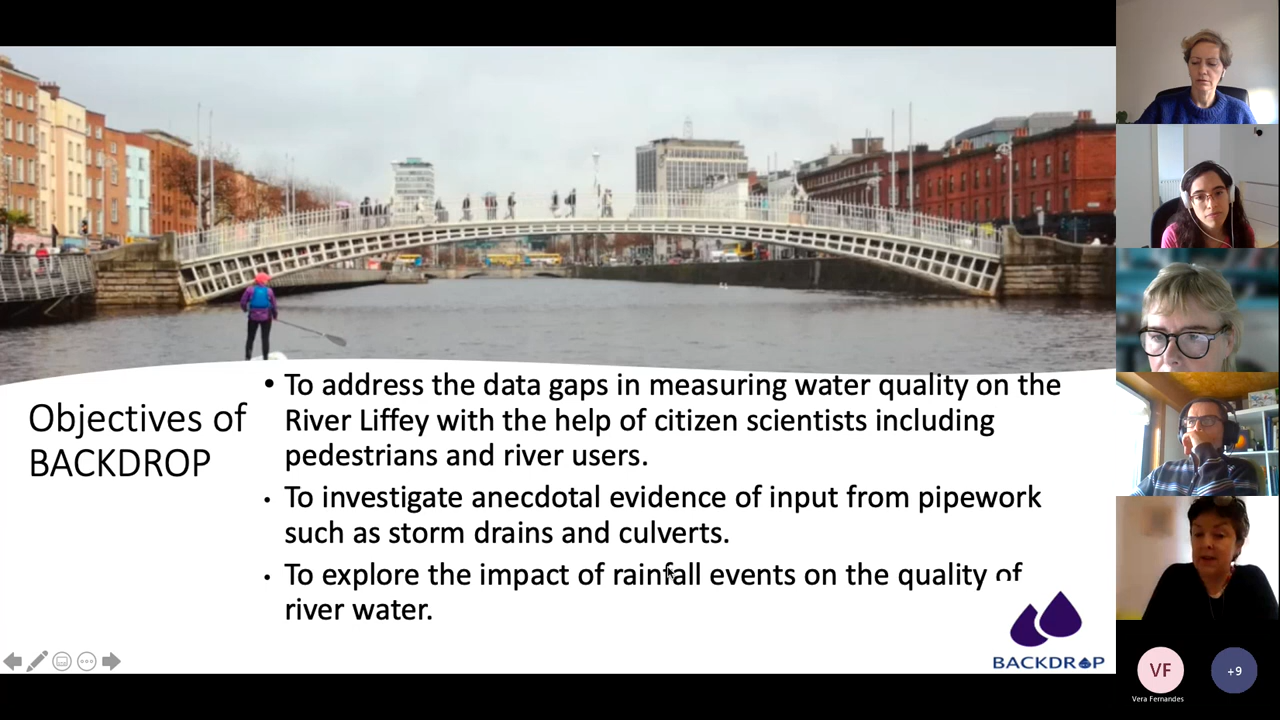 Objectives of
BACKDROP
• To address the data gaps in measuring water quality on the
River Liffey with the help of citizen scientists including
pedestrians and river users.
• To investigate anecdotal evidence of input from pipework
such as storm drains and culverts.
• To explore the impact of rainfall events on the quality of
river water.
BACKDROP
VF
Vera Fernandes
+9